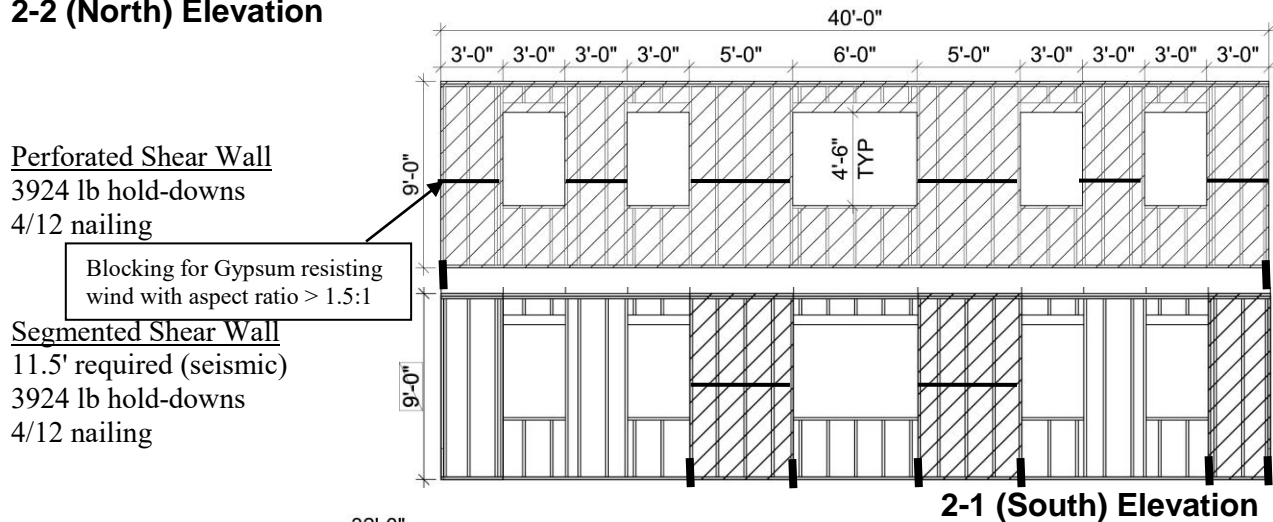 2-2 (North) Elevation
40'-0"
3'-0" 3'-0" 3'-0" 3'-0" 5'-0" 6'-0" 5'-0" 3'-0" 3'-0" 3'-0" 3'-0"
Perforated Shear Wall
3924 lb hold-downs
4/12 nailing
9'-0"
4'-6"
TYP
Blocking for Gypsum resisting
wind with aspect ratio > 1.5:1
Segmented Shear Wall
11.5' required (seismic)
3924 lb hold-downs
4/12 nailing
9'-0"
2-1 (South) Elevation